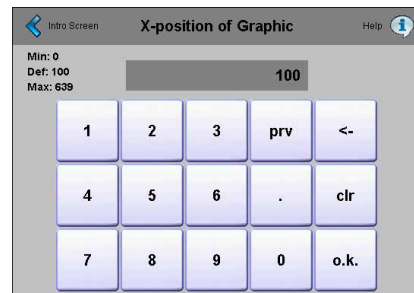 Intro Screen X-position of Graphic Help i
Min: 0
Def: 100
Max: 639
100
1 2 3 prv <-
4 5 6 . clr
7 8 9 0 o.k.